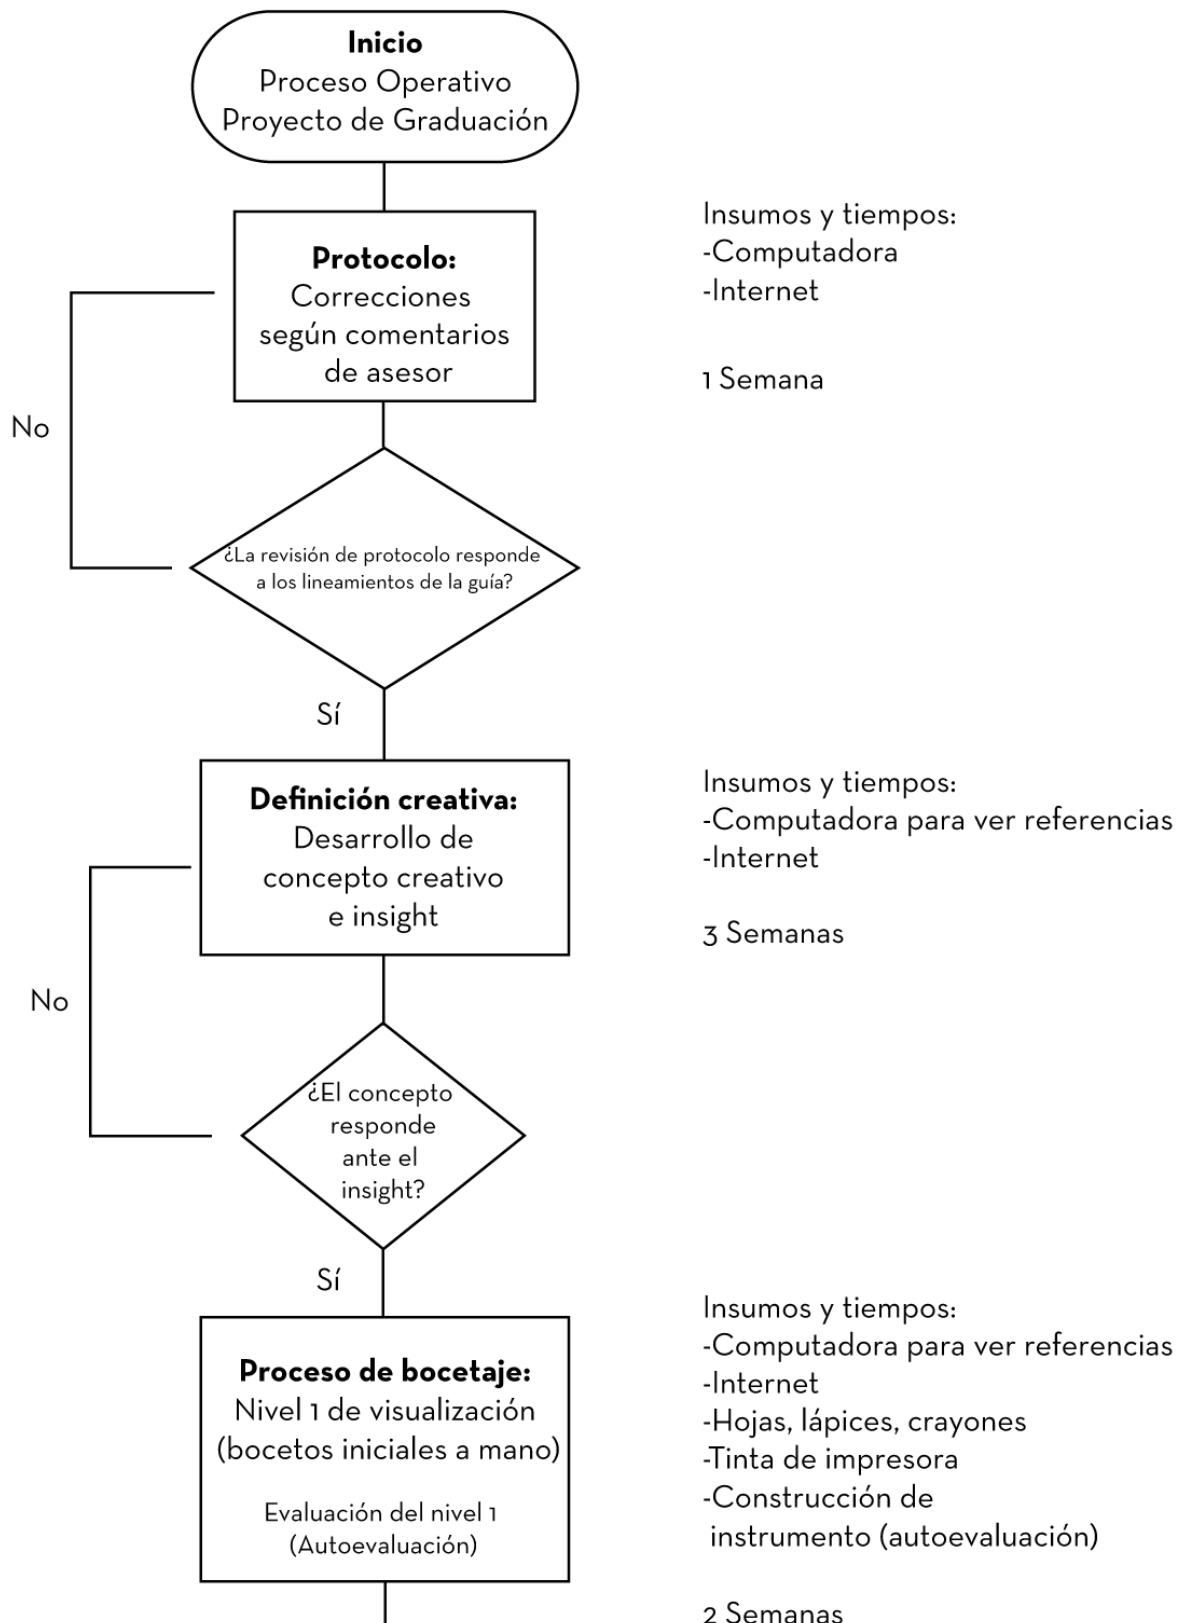 Inicio
Proceso Operativo
Proyecto de Graduación
Protocolo:
Correcciones
según comentarios
de asesor
Insumos y tiempos:
-Computadora
-Internet
1 Semana
No
¿La revisión de protocolo responde
a los lineamientos de la guía?
Sí
Definición creativa:
Desarrollo de
concepto creativo
e insight
Insumos y tiempos:
-Computadora para ver referencias
-Internet
3 Semanas
No
¿El concepto
responde
ante el
insight?
Sí
Proceso de bocetaje:
Nivel 1 de visualización
(bocetos iniciales a mano)
Evaluación del nivel 1
(Autoevaluación)
Insumos y tiempos:
-Computadora para ver referencias
-Internet
-Hojas, lápices, crayones
-Tinta de impresora
-Construcción de
instrumento (autoevaluación)
2 Semanas